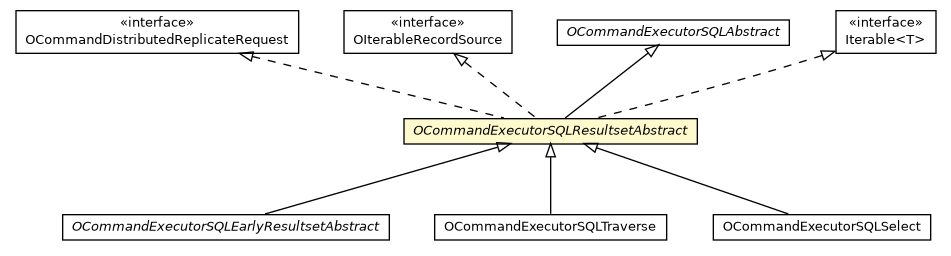 «interface»
OCommandDistributedReplicateRequest
«interface»
OIterableRecordSource
OCommandExecutorSQLAbstract
«interface»
Iterable<T>
OCommandExecutorSQLResultsetAbstract
OCommandExecutorSQLEarlyResultsetAbstract
OCommandExecutorSQLTraverse
OCommandExecutorSQLSelect